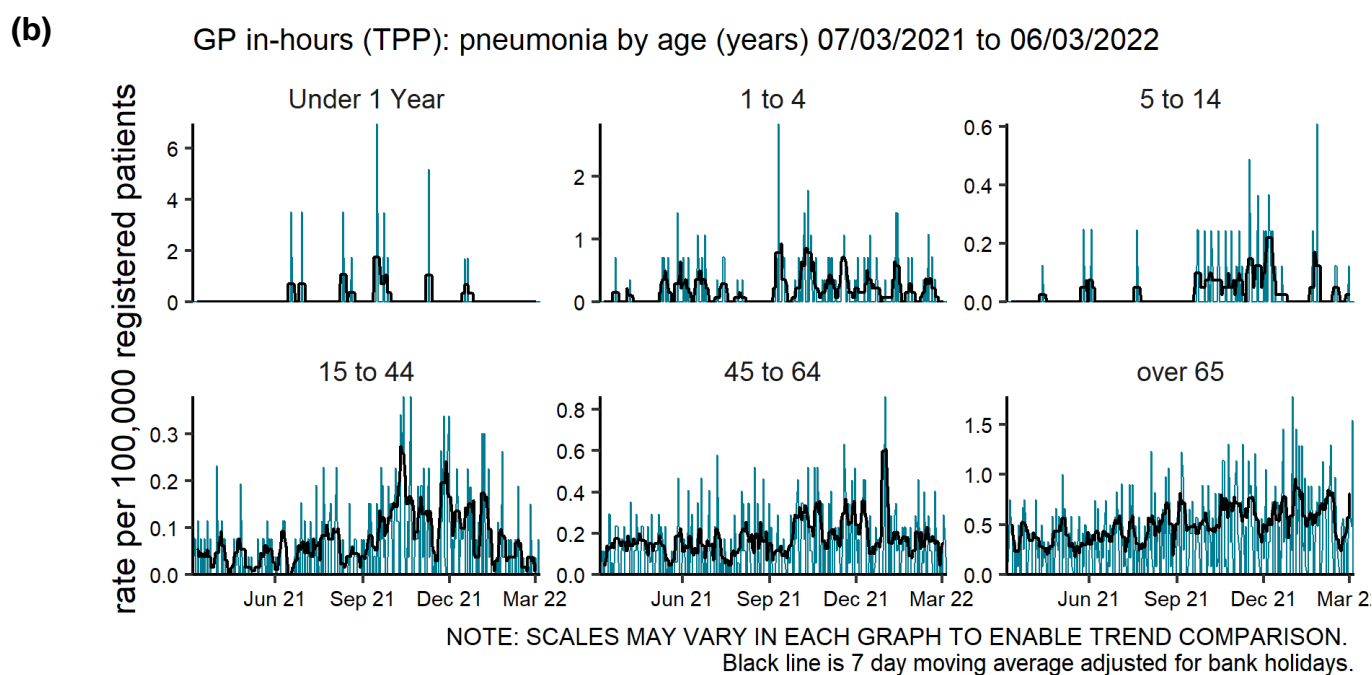 (b)
GP in-hours (TPP): pneumonia by age (years) 07/03/2021 to 06/03/2022
rate per 100,000 registered patients
Under 1 Year
1 to 4
5 to 14
6
4
2
0
2
1
0
0.6
0.4
0.2
0.0
15 to 44
45 to 64
over 65
0.3
0.2
0.1
0.0
0.8
0.6
0.4
0.2
0.0
1.5
1.0
0.5
0.0
Jun 21 Sep 21 Dec 21 Mar 22
Jun 21 Sep 21 Dec 21 Mar 22
Jun 21 Sep 21 Dec 21 Mar 2
NOTE: SCALES MAY VARY IN EACH GRAPH TO ENABLE TREND COMPARISON.
Black line is 7 day moving average adjusted for bank holidays.